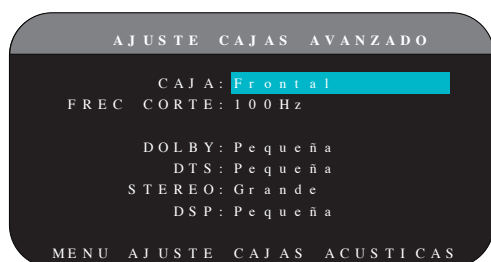 AJUSTE CAJAS AVANZADO
CAJA: Frontal
FREC CORTE: 100Hz
DOLBY: Pequeña
DTS: Pequeña
STEREO: Grande
DSP: Pequeña
MENU AJUSTE CAJAS ACUSTICAS